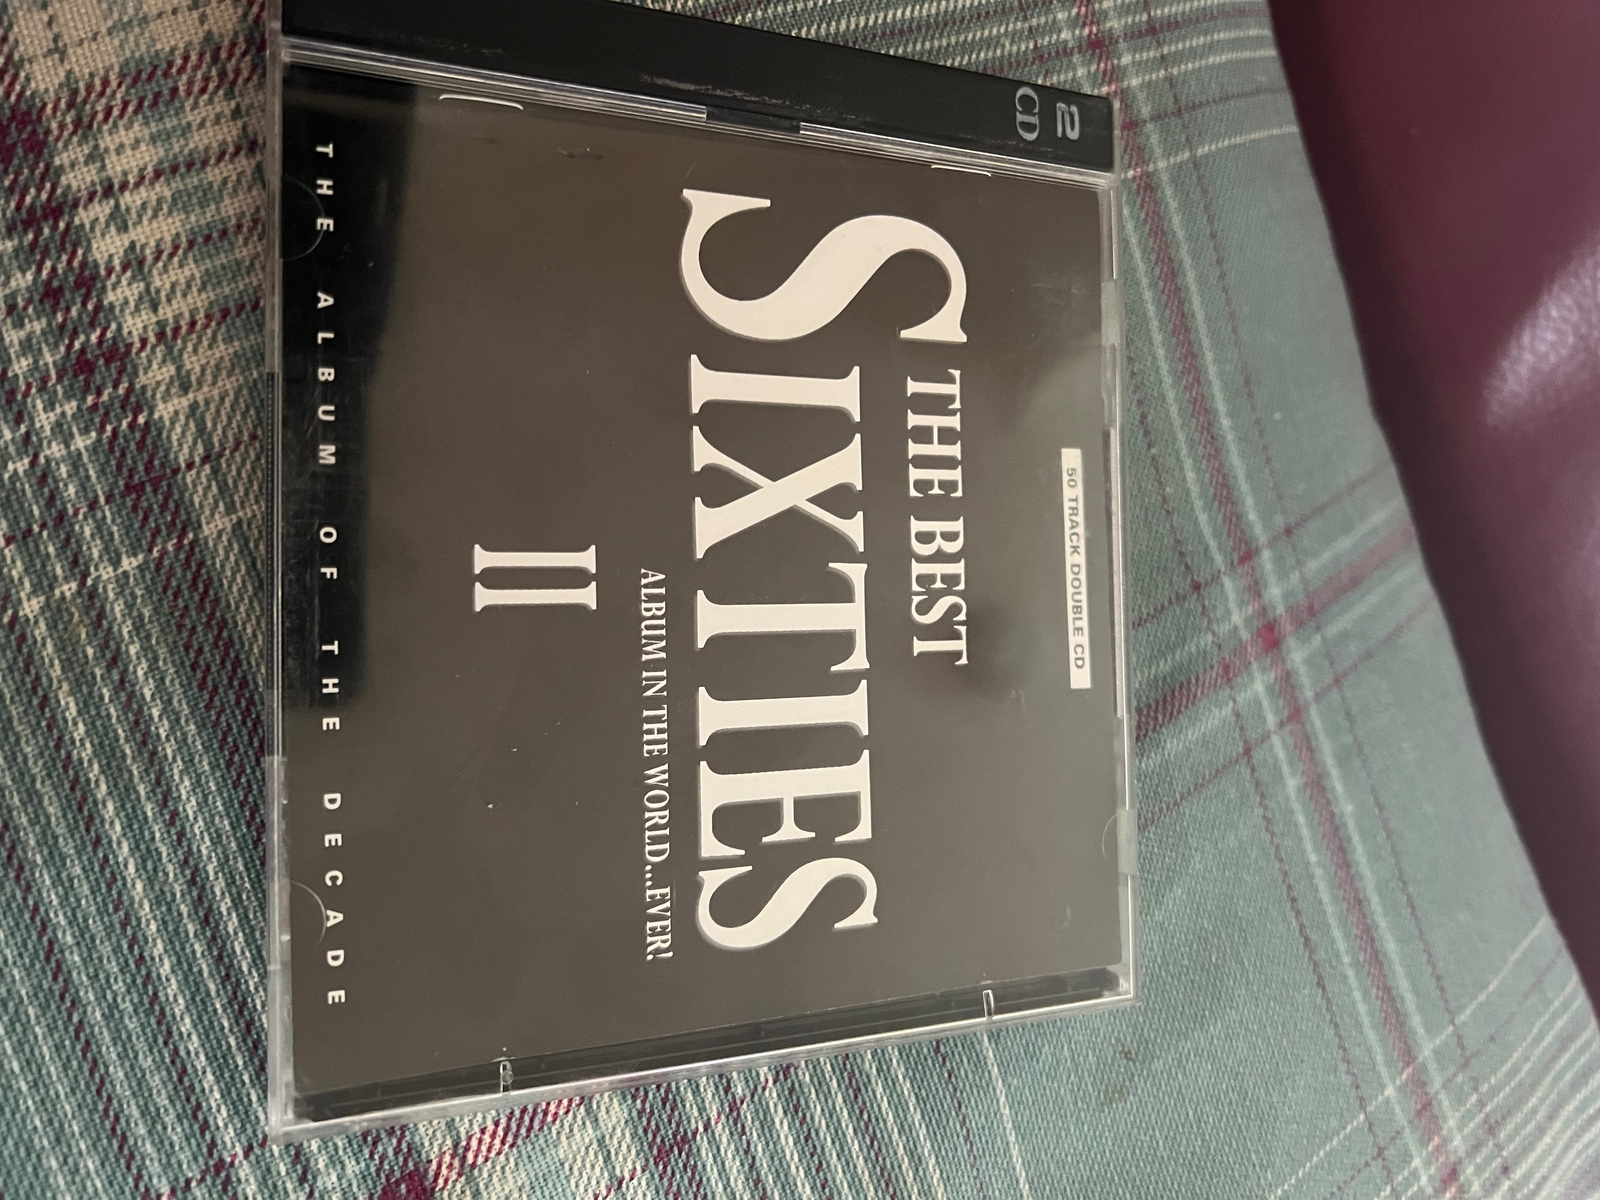 2
CD
50 TRACK DOUBLE CD
THE BEST
SIXTIES
ALBUM IN THE WORLD...EVER!
II
THE ALBUM OF THE DECADE